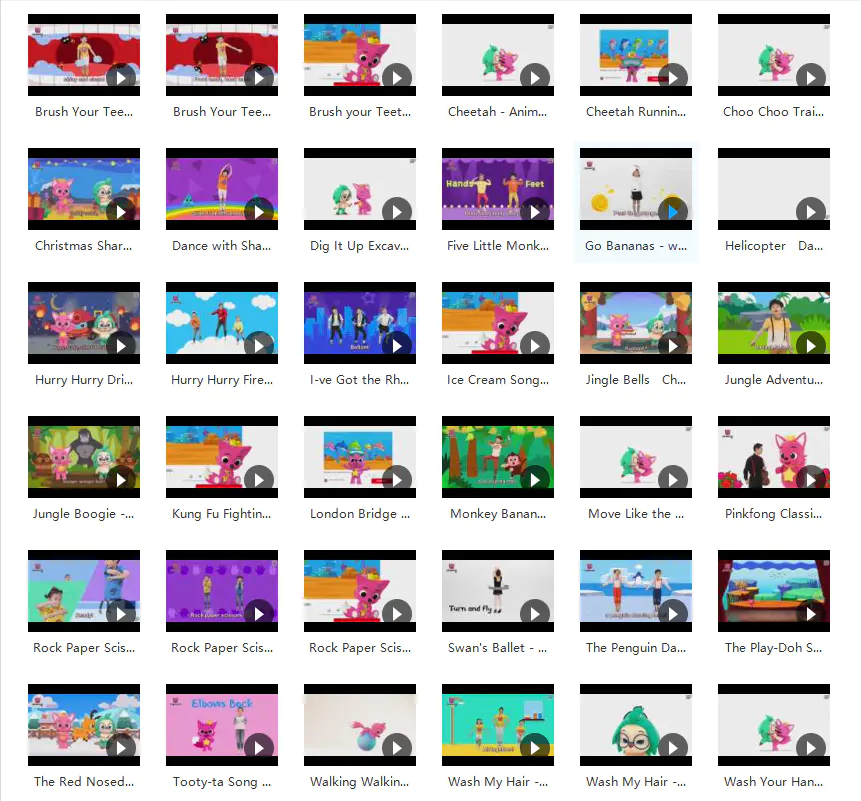 Brush Your Tee...
Brush Your Tee...
Brush your Teet...
Cheetah - Anim...
Cheetah Runnin...
Choo Choo Trai...
Hands
Feet
Christmas Shar...
Dance with Sha...
Dig It Up Excav...
Five Little Monk...
Go Bananas - w...
Helicopter Da...
Hurry Hurry Dri...
Hurry Hurry Fire...
I-ve Got the Rh...
Ice Cream Song...
Jingle Bells Ch...
Jungle Adventu...
Jungle Boogie -...
Kung Fu Fightin...
London Bridge ...
Monkey Banan...
Move Like the ...
Pinkfong Classi...
Ready!
Rock paper scissors
Turn and fly
Rock Paper Scis...
Rock Paper Scis...
Rock Paper Scis...
Swan's Ballet - ...
The Penguin Da...
The Play-Doh S...
Elbows Back
The Red Nosed...
Tooty-ta Song ...
Walking Walkin...
Wash My Hair -...
Wash My Hair -...
Wash Your Han...